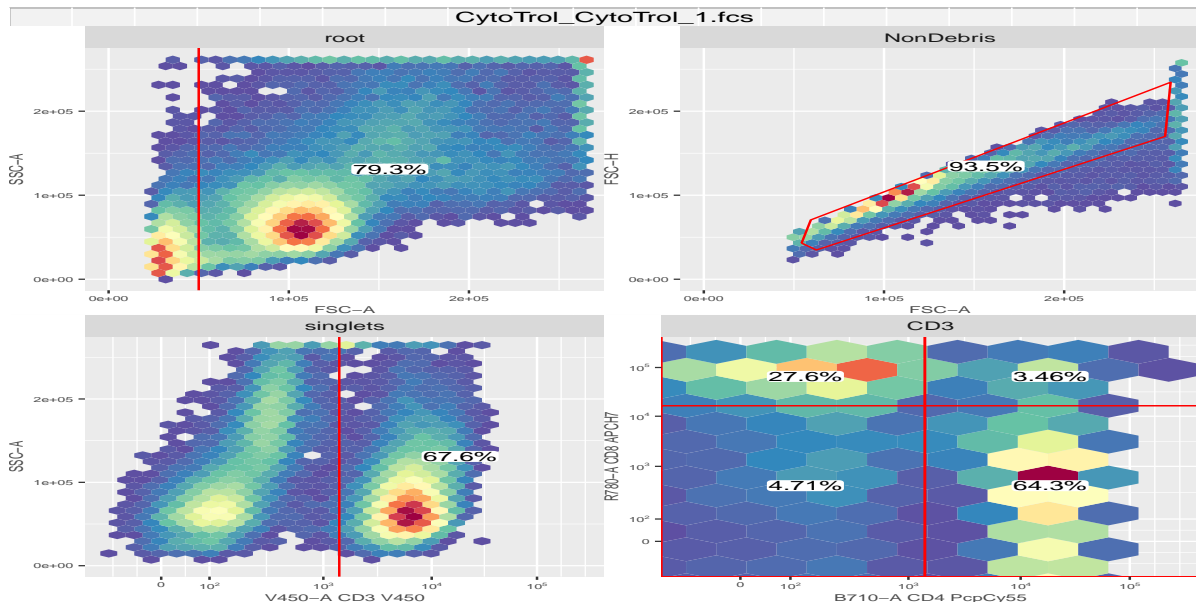 CytoTrol_CytoTrol_1.fcs
root
SSC−A
2e+05
1e+05
0e+00
79.3%
0e+00 1e+05 2e+05
FSC−A
NonDebris
FSC−H
2e+05
1e+05
0e+00
93.5%
0e+00 1e+05 2e+05
FSC−A
singlets
SSC−A
2e+05
1e+05
0e+00
67.6%
0 10² 10³ 10⁴ 10⁵
V450−A CD3 V450
CD3
R780−A CD8 APCH7
10⁵
10⁴
10³
10²
0
27.6% 3.46%
4.71% 64.3%
0 10² 10³ 10⁴ 10⁵
B710−A CD4 PcpCy55